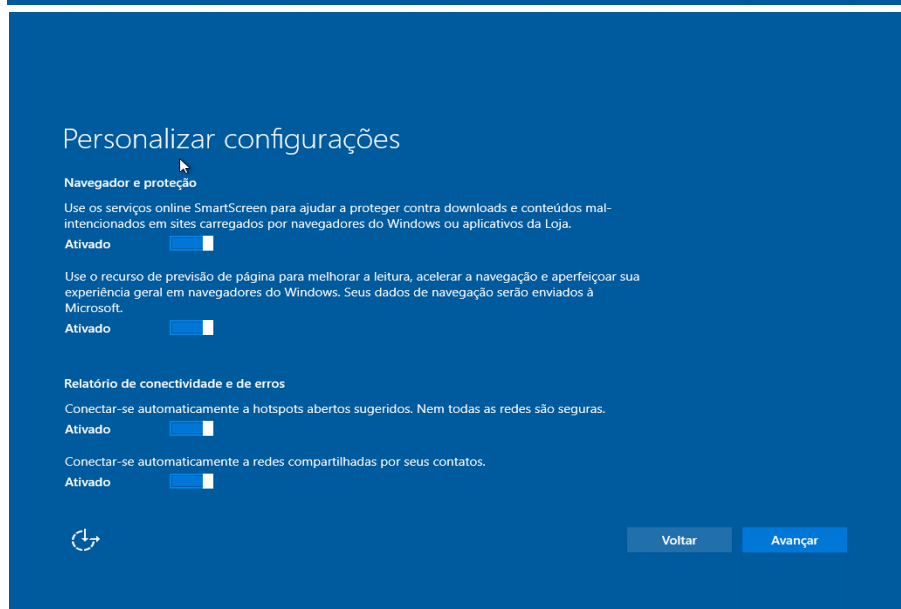 Personalizar configurações
Navegador e proteção
Use os serviços online SmartScreen para ajudar a proteger contra downloads e conteúdos mal-
intencionados em sites carregados por navegadores do Windows ou aplicativos da Loja.
Ativado
Use o recurso de previsão de página para melhorar a leitura, acelerar a navegação e aperfeiçoar sua
experiência geral em navegadores do Windows. Seus dados de navegação serão enviados à
Microsoft.
Ativado
Relatório de conectividade e de erros
Conectar-se automaticamente a hotspots abertos sugeridos. Nem todas as redes são seguras.
Ativado
Conectar-se automaticamente a redes compartilhadas por seus contatos.
Ativado
Voltar
Avançar